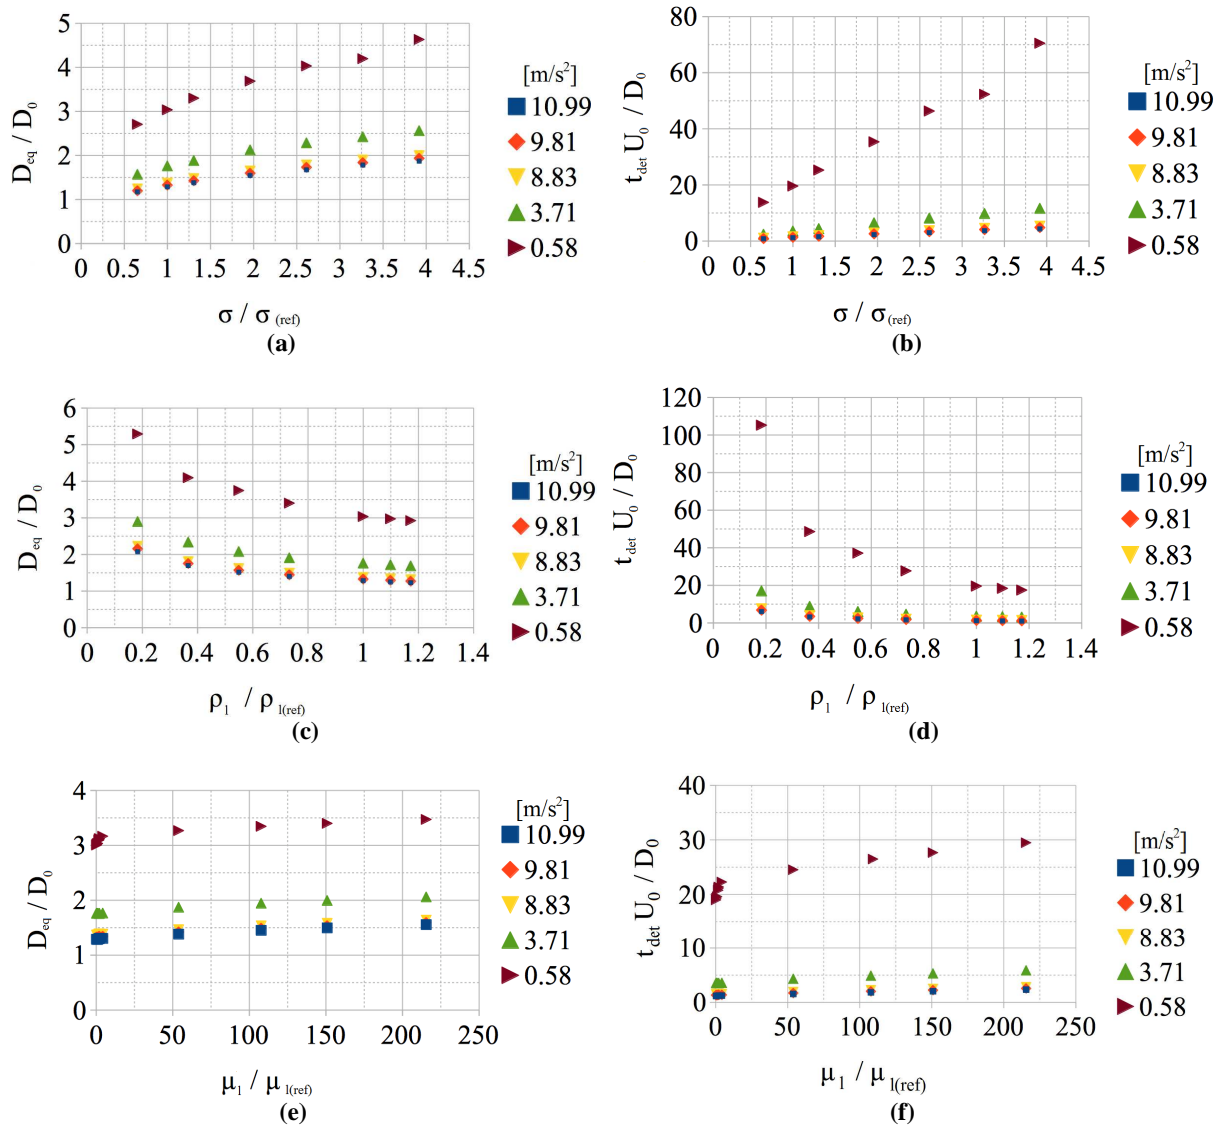 D_eq / D_0
5
4
3
2
1
0
0 0.5 1 1.5 2 2.5 3 3.5 4 4.5
σ / σ (ref)
(a)
[m/s²]
10.99
9.81
8.83
3.71
0.58
t_det U_0 / D_0
80
60
40
20
0
0 0.5 1 1.5 2 2.5 3 3.5 4 4.5
σ / σ(ref)
(b)
[m/s²]
10.99
9.81
8.83
3.71
0.58
D_eq / D_0
6
5
4
3
2
1
0
0 0.2 0.4 0.6 0.8 1 1.2 1.4
ρ_l / ρ l(ref)
(c)
[m/s²]
10.99
9.81
8.83
3.71
0.58
t_det U_0 / D_0
120
100
80
60
40
20
0
0 0.2 0.4 0.6 0.8 1 1.2 1.4
ρ_l / ρ l(ref)
(d)
[m/s²]
10.99
9.81
8.83
3.71
0.58
D_eq / D_0
4
3
2
1
0
0 50 100 150 200 250
μ_l / μ l(ref)
(e)
[m/s²]
10.99
9.81
8.83
3.71
0.58
t_det U_0 / D_0
40
30
20
10
0
0 50 100 150 200 250
μ_l / μ l(ref)
(f)
[m/s²]
10.99
9.81
8.83
3.71
0.58